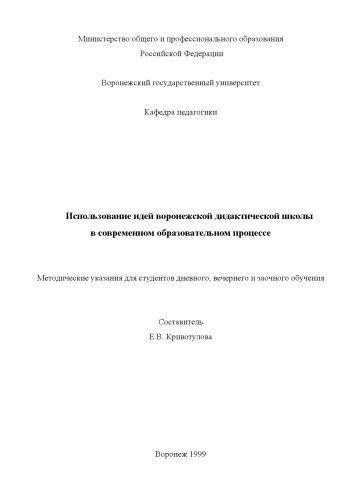 Министерство общего и профессионального образования
Российской Федерации
Воронежский государственный университет
Кафедра педагогики
Использование идей воронежской дидактической школы
в современном образовательном процессе
Методические указания для студентов дневного, вечернего и заочного обучения
Составитель
Е.В. Кривотулова
Воронеж 1999